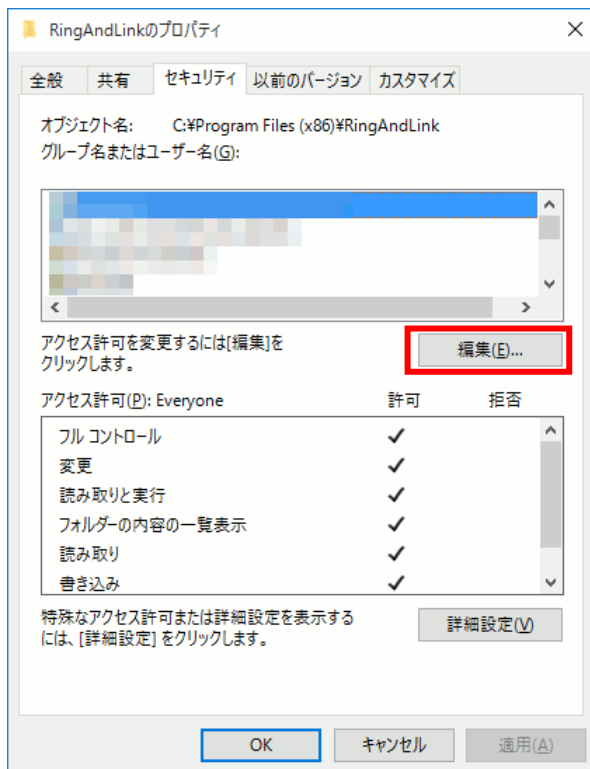 RingAndLinkのプロパティ
全般 共有 セキュリティ 以前のバージョン カスタマイズ
オブジェクト名: C:¥Program Files (x86)¥RingAndLink
グループ名またはユーザー名(G):
アクセス許可を変更するには[編集]を
クリックします。
編集(E)...
アクセス許可(P): Everyone 許可 拒否
フル コントロール
変更
読み取りと実行
フォルダーの内容の一覧表示
読み取り
書き込み
特殊なアクセス許可または詳細設定を表示する
には、[詳細設定] をクリックします。
詳細設定(V)
OK キャンセル 適用(A)